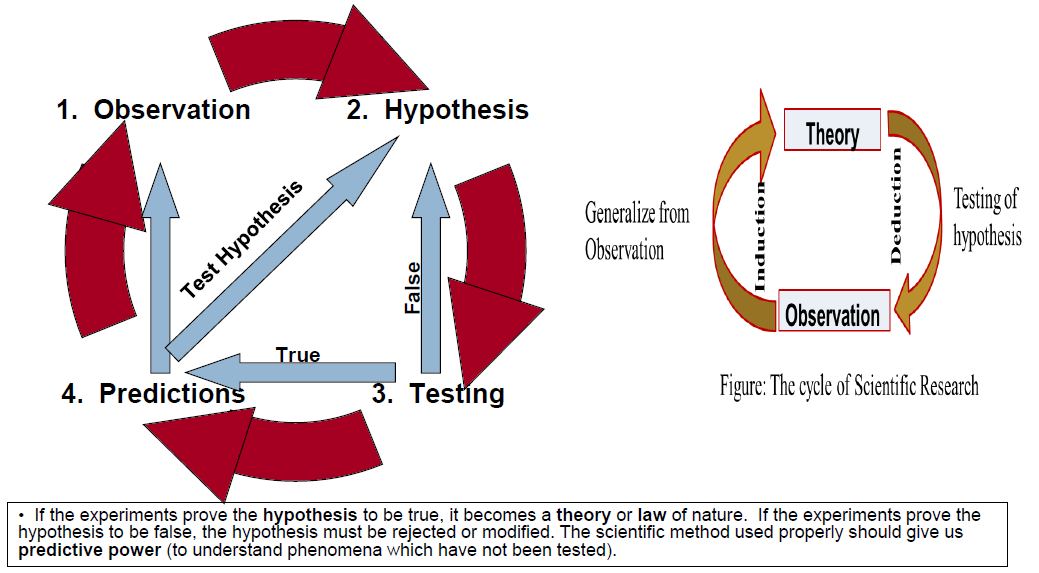 1. Observation
2. Hypothesis
Test Hypothesis
False
True
4. Predictions
3. Testing
Theory
Generalize from
Observation
Induction
Deduction
Testing of
hypothesis
Observation
Figure: The cycle of Scientific Research
• If the experiments prove the hypothesis to be true, it becomes a theory or law of nature. If the experiments prove the
hypothesis to be false, the hypothesis must be rejected or modified. The scientific method used properly should give us
predictive power (to understand phenomena which have not been tested).